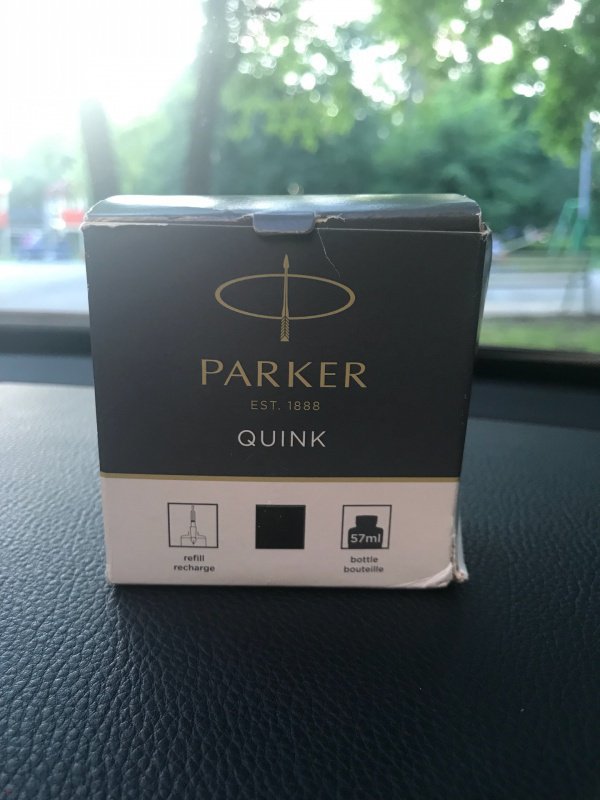 PARKER
EST. 1888
QUINK
57ml
refill
recharge
bottle
bouteille